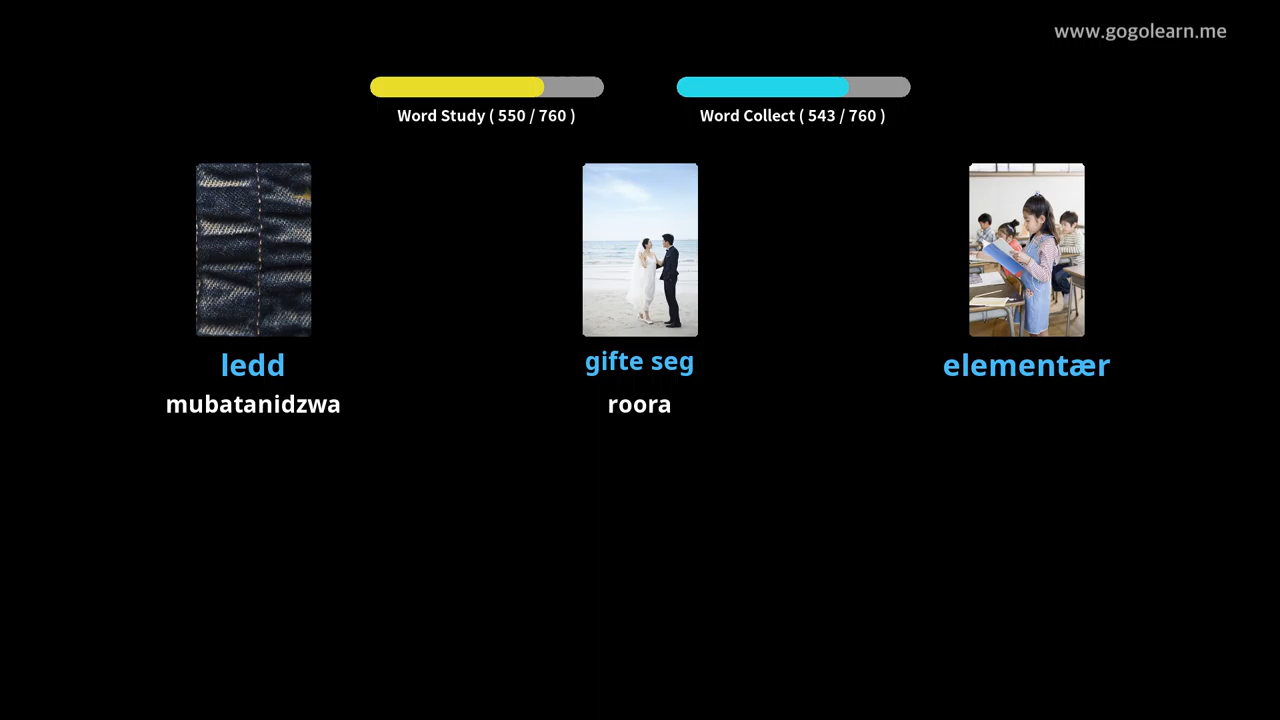 www.gogolearn.me
Word Study ( 550 / 760 )
Word Collect ( 543 / 760 )
ledd
gifte seg
elementær
mubatanidzwa
roora